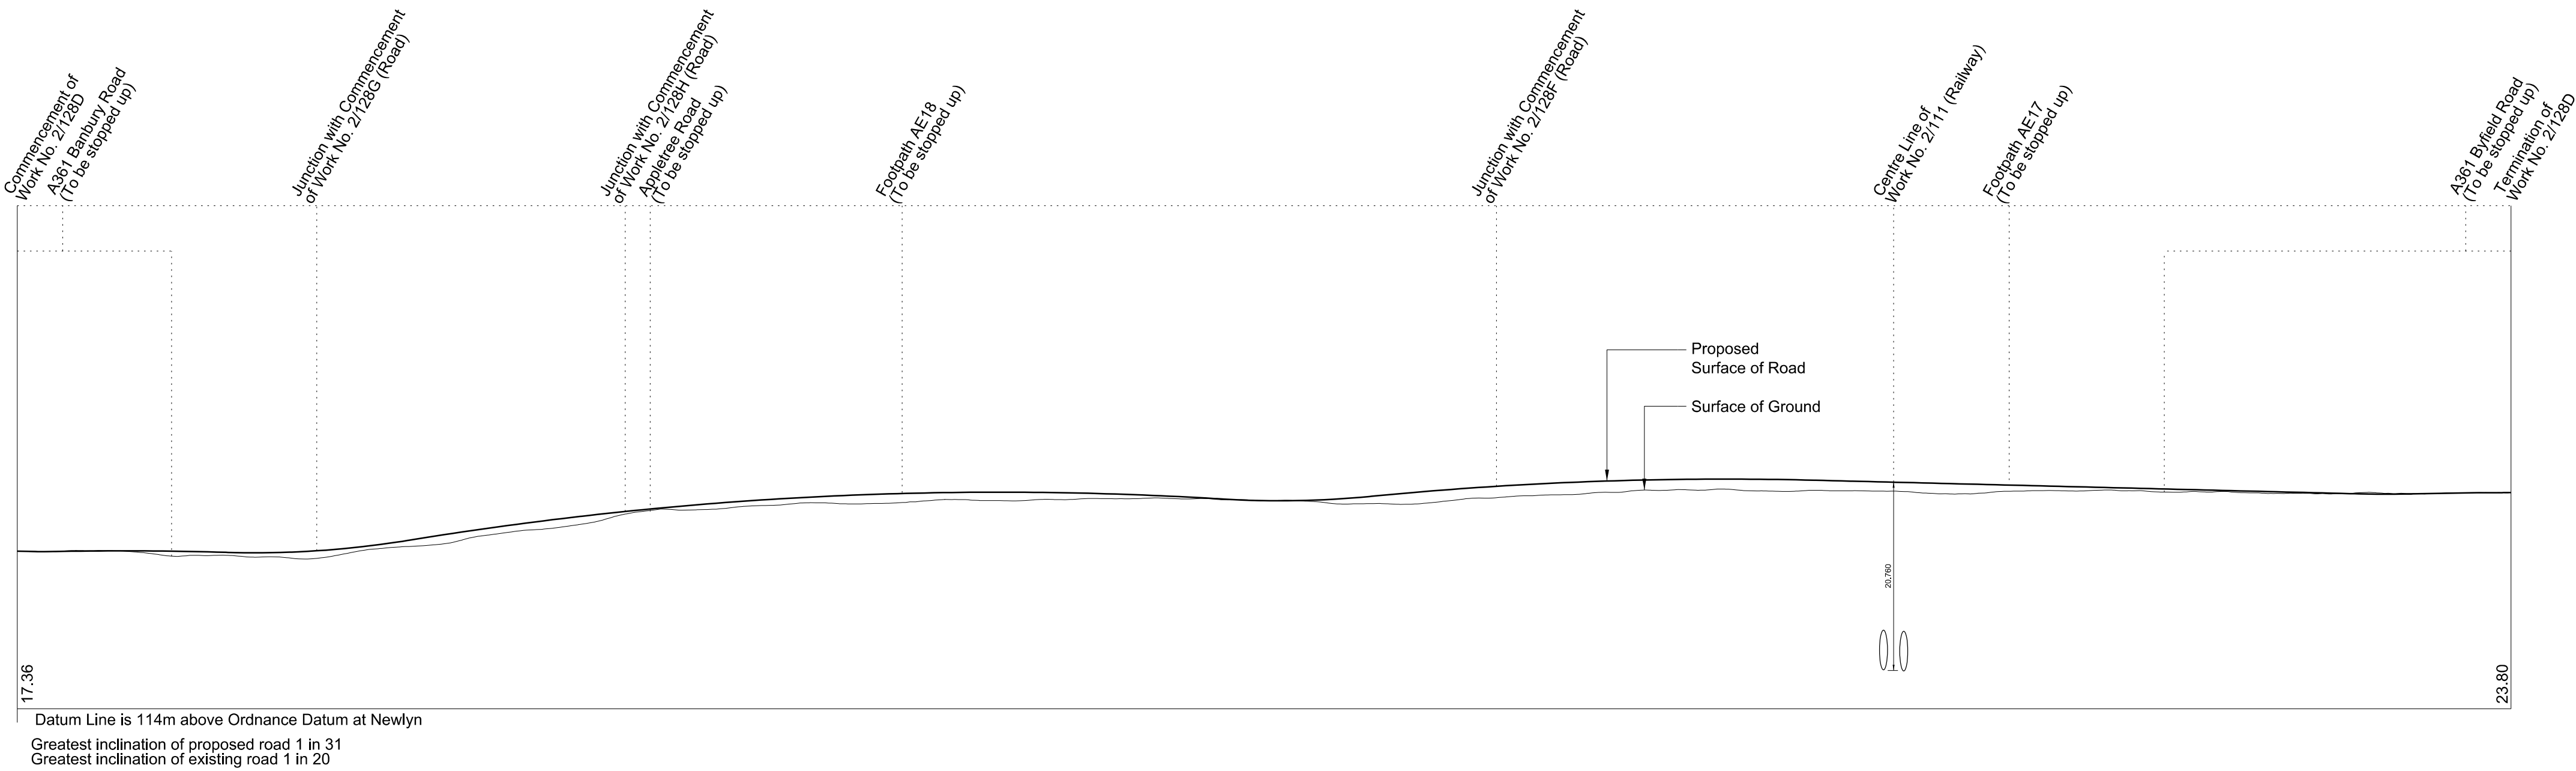 Commencement of
Work No. 2/128D
A361 Banbury Road
(To be stopped up)
Junction with Commencement
of Work No. 2/128G (Road)
Junction with Commencement
of Work No. 2/128H (Road)
Appletree Road
(To be stopped up)
Footpath AE18
(To be stopped up)
Junction with Commencement
of Work No. 2/128F (Road)
Centre Line of
Work No. 2/111 (Railway)
Footpath AE17
(To be stopped up)
A361 Byfield Road
(To be stopped up)
Termination of
Work No. 2/128D
Proposed
Surface of Road
Surface of Ground
20.760
17.36
23.80
Datum Line is 114m above Ordnance Datum at Newlyn
Greatest inclination of proposed road 1 in 31
Greatest inclination of existing road 1 in 20